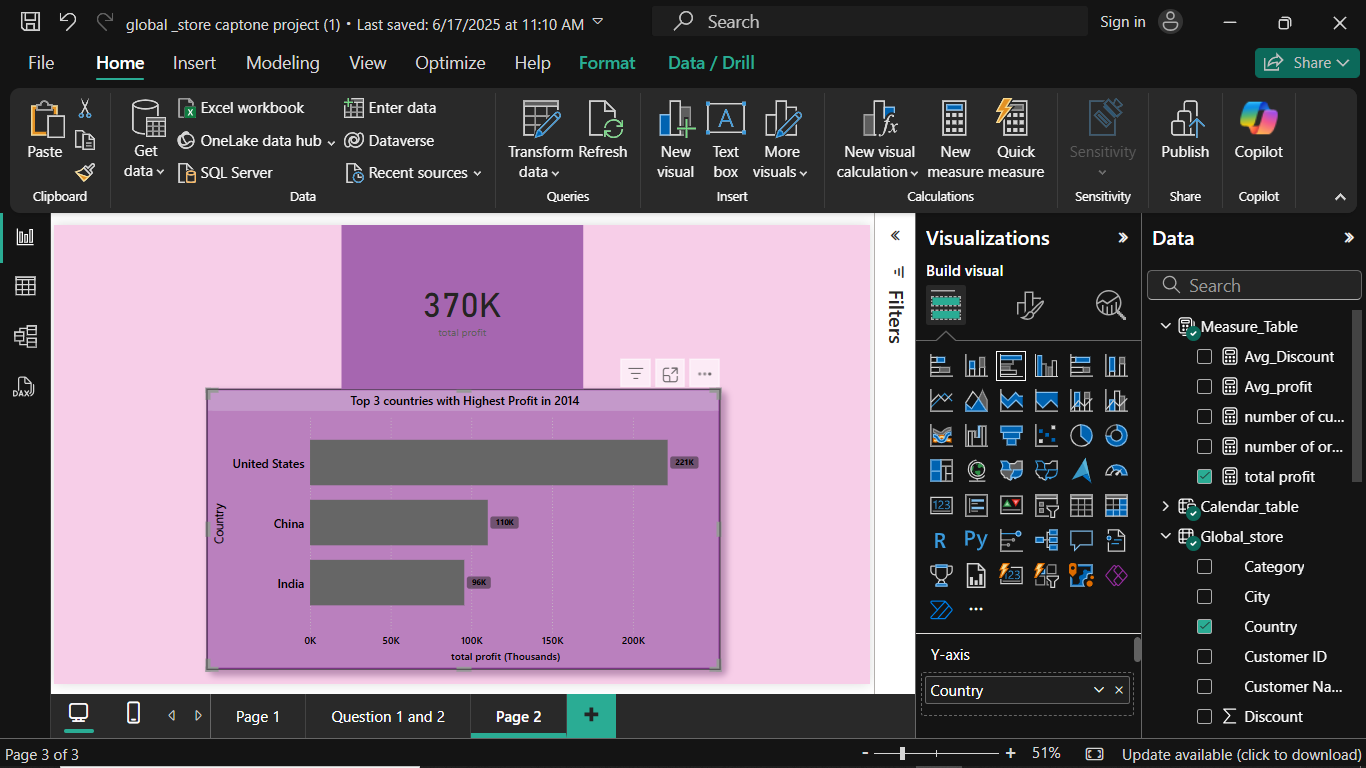 global _store captone project (1) • Last saved: 6/17/2025 at 11:10 AM
Search
Sign in
File
Home
Insert
Modeling
View
Optimize
Help
Format
Data / Drill
Share
Paste
Clipboard
Get data
Excel workbook
OneLake data hub
SQL Server
Enter data
Dataverse
Recent sources
Data
Transform data
Refresh
Queries
New visual
Text box
More visuals
Insert
New visual calculation
New measure
Quick measure
Calculations
Sensitivity
Sensitivity
Publish
Share
Copilot
Copilot
DAX
370K
total profit
Top 3 countries with Highest Profit in 2014
Country
United States
221K
China
110K
India
96K
0K 50K 100K 150K 200K
total profit (Thousands)
Filters
Visualizations
Build visual
123
R
Py
123
Y-axis
Country
Data
Search
Measure_Table
Avg_Discount
Avg_profit
number of cu...
number of or...
total profit
Calendar_table
Global_store
Category
City
Country
Customer ID
Customer Na...
Discount
Page 1
Question 1 and 2
Page 2
Page 3 of 3
- + 51%
Update available (click to download)